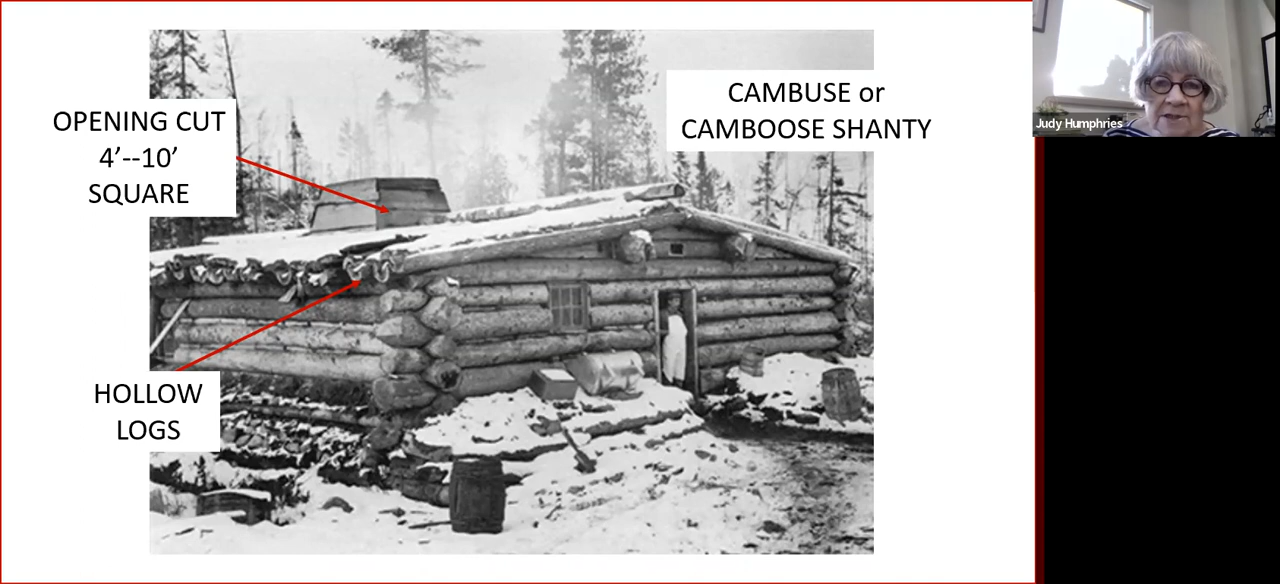 OPENING CUT
4’--10’
SQUARE
CAMBUSE or
CAMBOOSE SHANTY
HOLLOW
LOGS
Judy Humphries